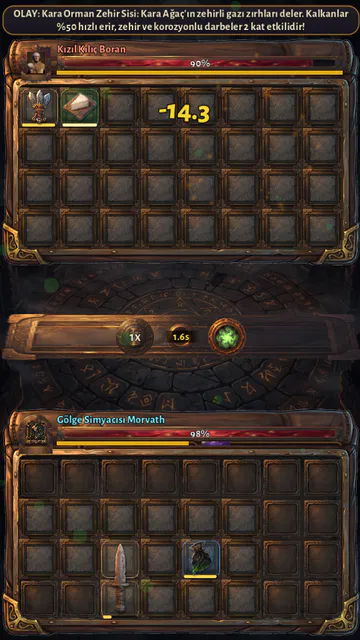 OLAY: Kara Orman Zehir Sisi: Kara Ağaç'ın zehirli gazı zırhları deler. Kalkanlar
%50 hızlı erir, zehir ve korozyonlu darbeler 2 kat etkilidir!
Kızıl Kılıç Boran
90%
-14.3
1X
1.6s
Gölge Simyacısı Morvath
98%